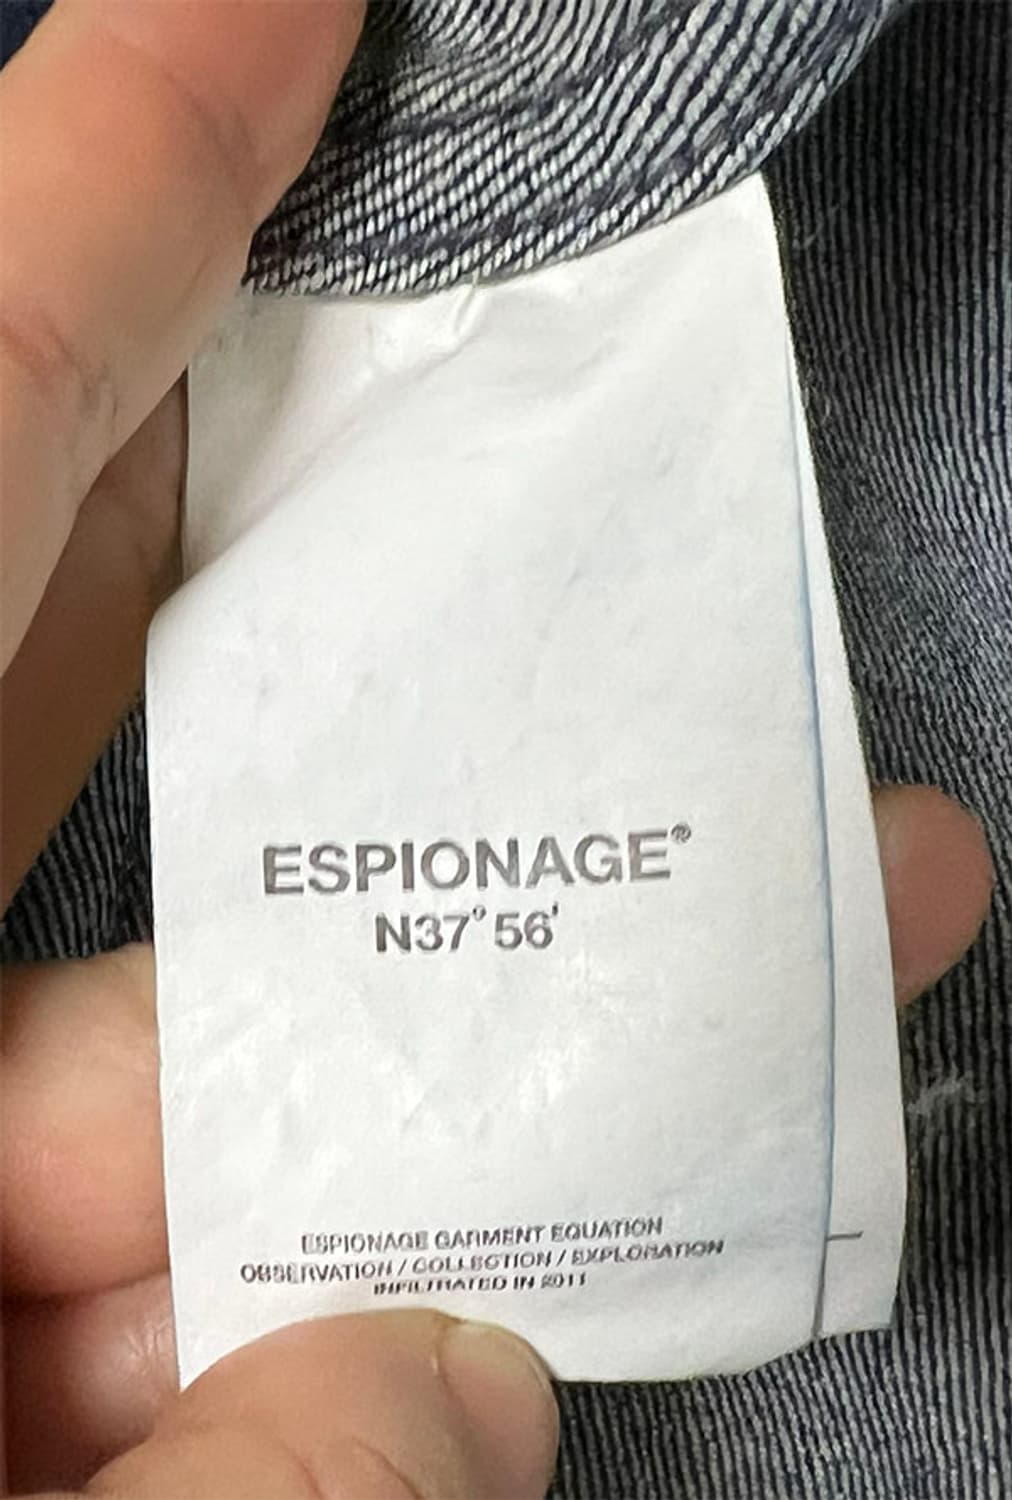 ESPIONAGE®
N37° 56'
ESPIONAGE GARMENT EQUATION
OBSERVATION / COLLECTION / EXPLORATION
INFILTRATED IN 2011